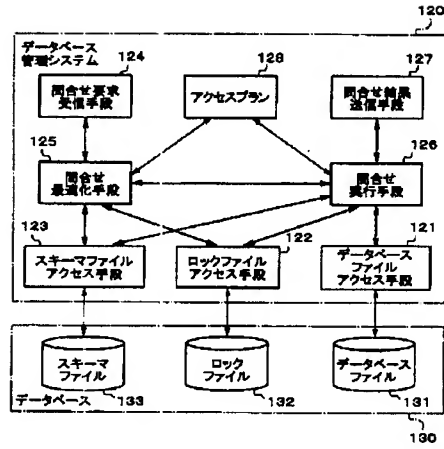 120
データベース
管理システム
124
128
127
問合せ要求
受信手段
アクセスプラン
問合せ結果
送信手段
125
126
問合せ
最適化手段
問合せ
実行手段
123
122
121
スキーマファイル
アクセス手段
ロックファイル
アクセス手段
データベース
ファイル
アクセス手段
スキーマ
ファイル
ロック
ファイル
データベース
ファイル
データベース
133
132
131
130